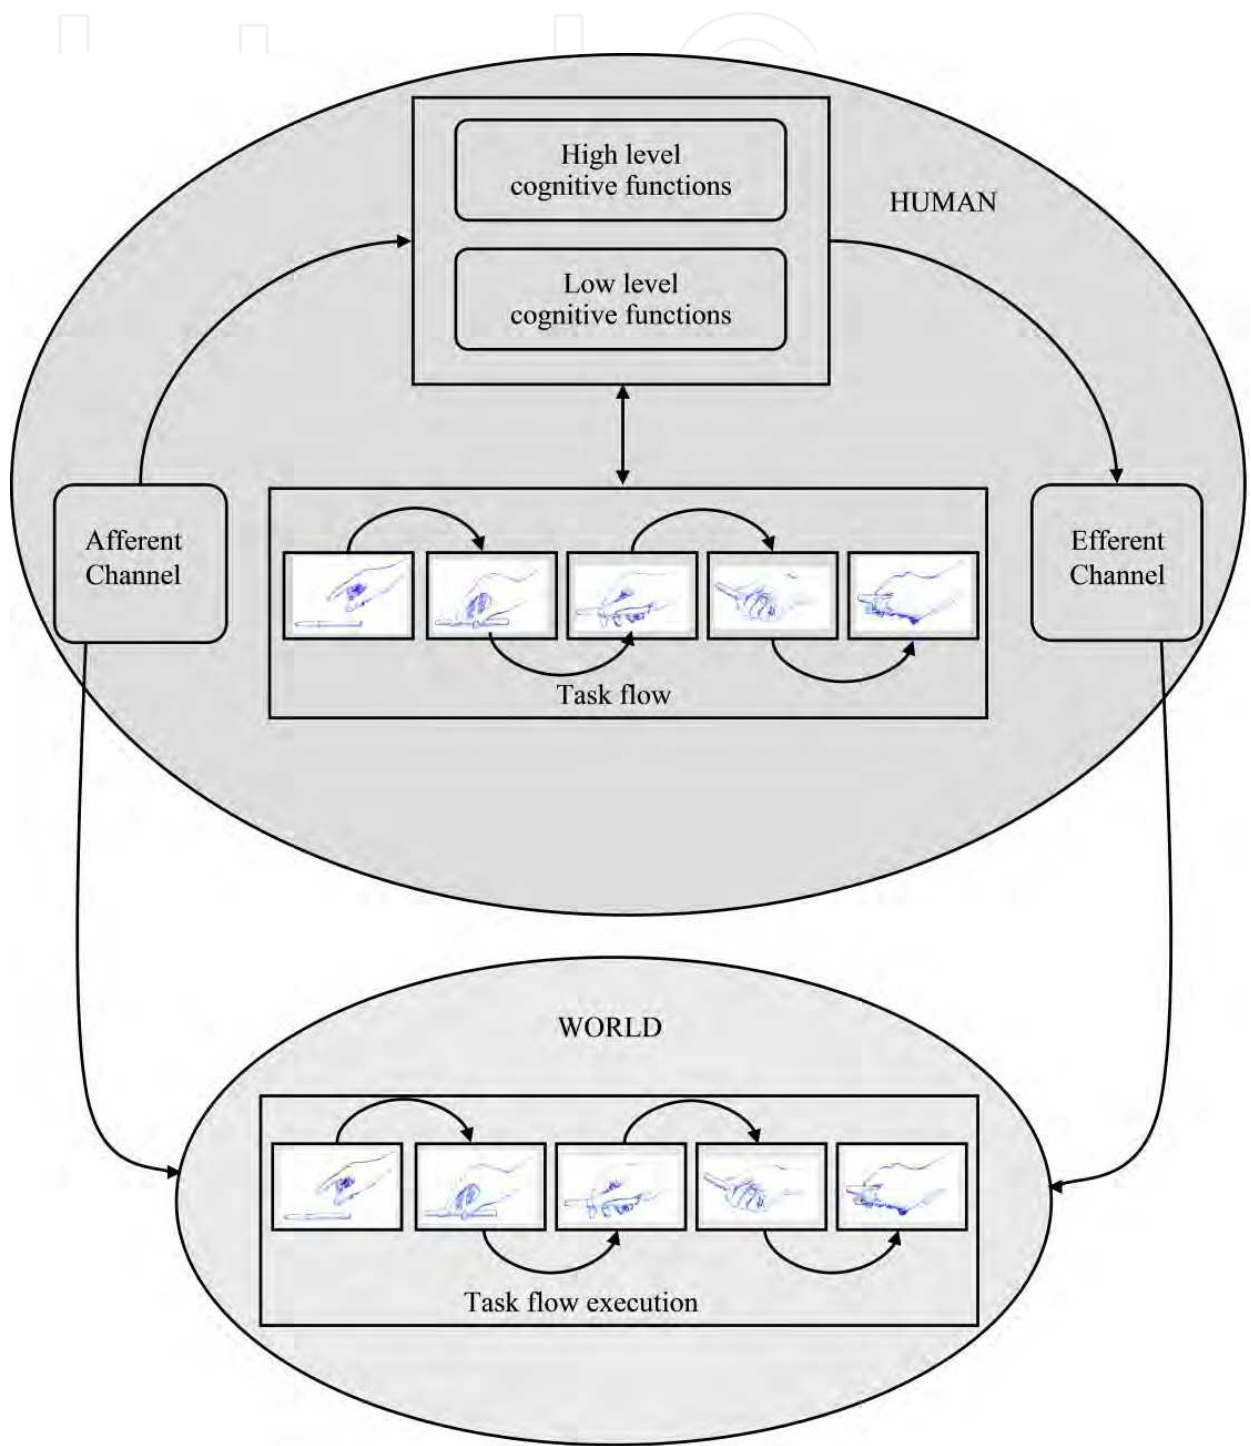 High level
cognitive functions
HUMAN
Low level
cognitive functions
Afferent
Channel
Efferent
Channel
Task flow
WORLD
Task flow execution